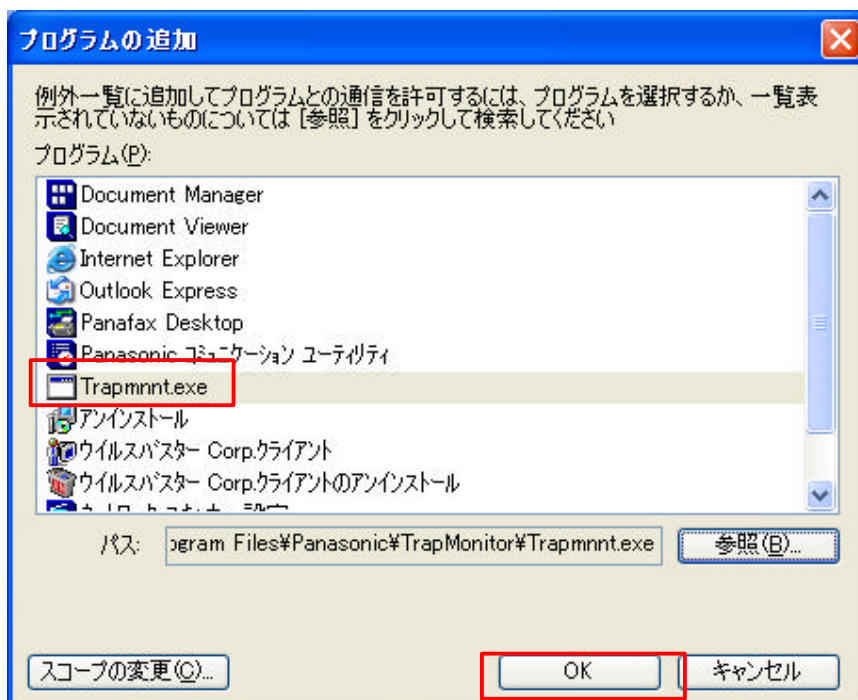 プログラムの追加
例外一覧に追加してプログラムとの通信を許可するには、プログラムを選択するか、一覧表
示されていないものについては [参照] をクリックして検索してください
プログラム(P):
Document Manager
Document Viewer
Internet Explorer
Outlook Express
Panafax Desktop
Panasonic コミュニケーション ユーティリティ
Trapmnnt.exe
アンインストール
ウイルスバスター Corp.クライアント
ウイルスバスター Corp.クライアントのアンインストール
パス: ogram Files¥Panasonic¥TrapMonitor¥Trapmnnt.exe 参照(B)...
スコープの変更(C)... OK キャンセル